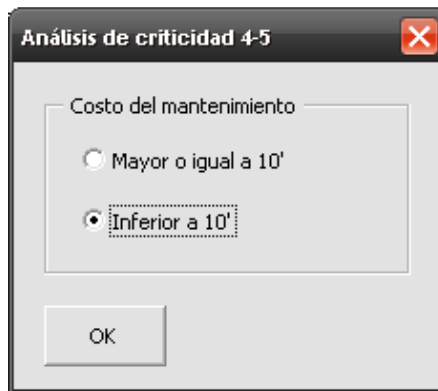 Análisis de criticidad 4-5
Costo del mantenimiento
Mayor o igual a 10'
Inferior a 10'
OK